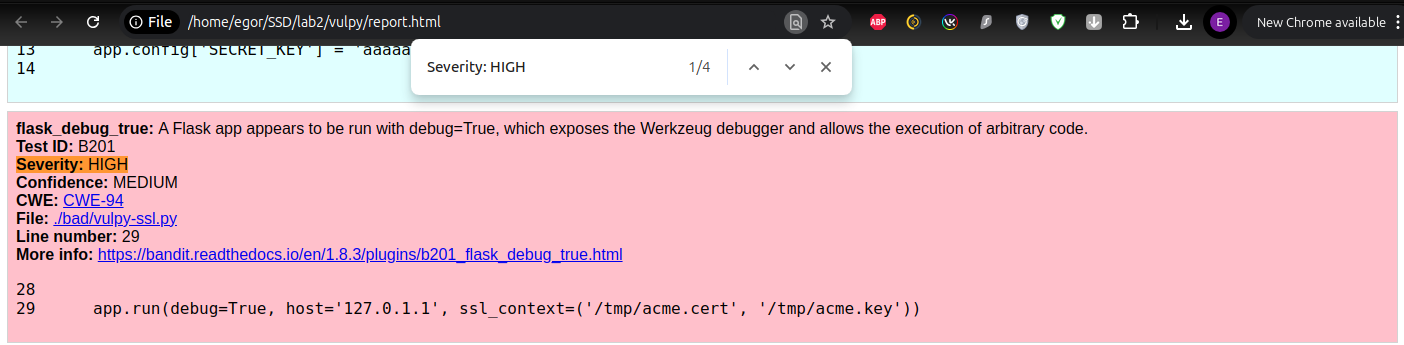 File /home/egor/SSD/lab2/vulpy/report.html
ABP
E
New Chrome available
Severity: HIGH
1/4
13 app.config['SECRET_KEY'] = 'aaaaa
14
flask_debug_true: A Flask app appears to be run with debug=True, which exposes the Werkzeug debugger and allows the execution of arbitrary code.
Test ID: B201
Severity: HIGH
Confidence: MEDIUM
CWE: CWE-94
File: ./bad/vulpy-ssl.py
Line number: 29
More info: https://bandit.readthedocs.io/en/1.8.3/plugins/b201_flask_debug_true.html
28
29 app.run(debug=True, host='127.0.1.1', ssl_context=('/tmp/acme.cert', '/tmp/acme.key'))